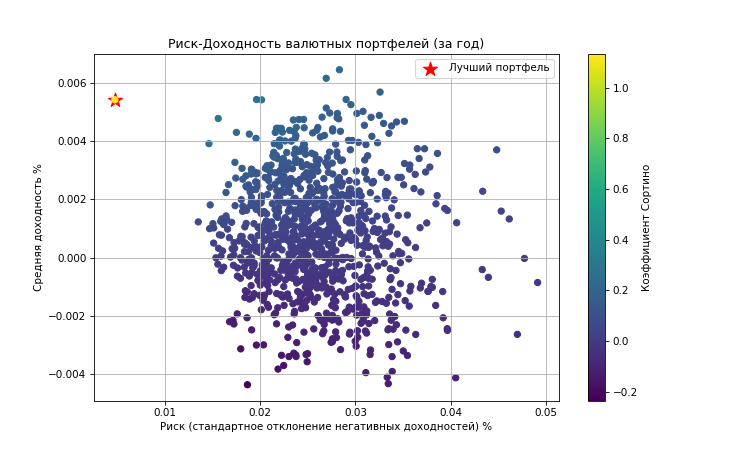 Риск-Доходность валютных портфелей (за год)
Лучший портфель
Средняя доходность %
0.006
0.004
0.002
0.000
−0.002
−0.004
0.01 0.02 0.03 0.04 0.05
Риск (стандартное отклонение негативных доходностей) %
1.0
0.8
0.6
0.4
0.2
0.0
−0.2
Коэффициент Сортино